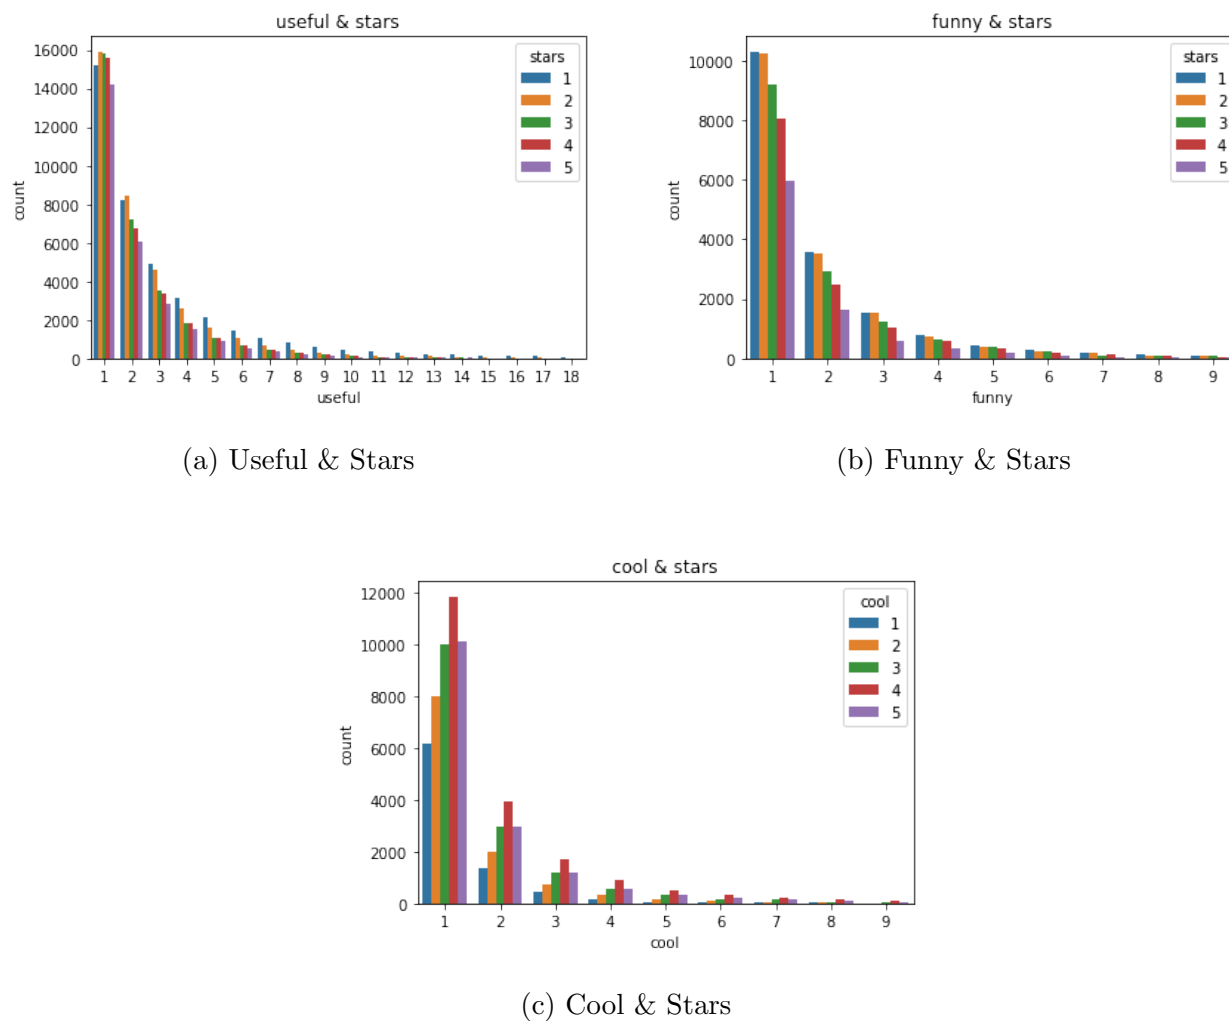 useful & stars
16000
14000
12000
10000
8000
6000
4000
2000
0
count
1 2 3 4 5 6 7 8 9 10 11 12 13 14 15 16 17 18
useful
stars
1
2
3
4
5
(a) Useful & Stars
funny & stars
10000
8000
6000
4000
2000
0
count
1 2 3 4 5 6 7 8 9
funny
stars
1
2
3
4
5
(b) Funny & Stars
cool & stars
12000
10000
8000
6000
4000
2000
0
count
1 2 3 4 5 6 7 8 9
cool
cool
1
2
3
4
5
(c) Cool & Stars